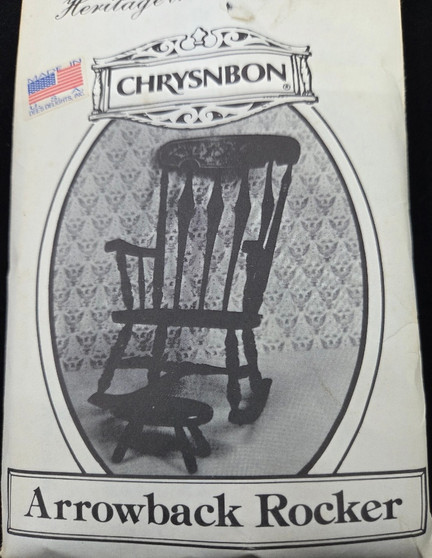 Heritage
CHRYSNBON®
MADE IN
Arrowback Rocker